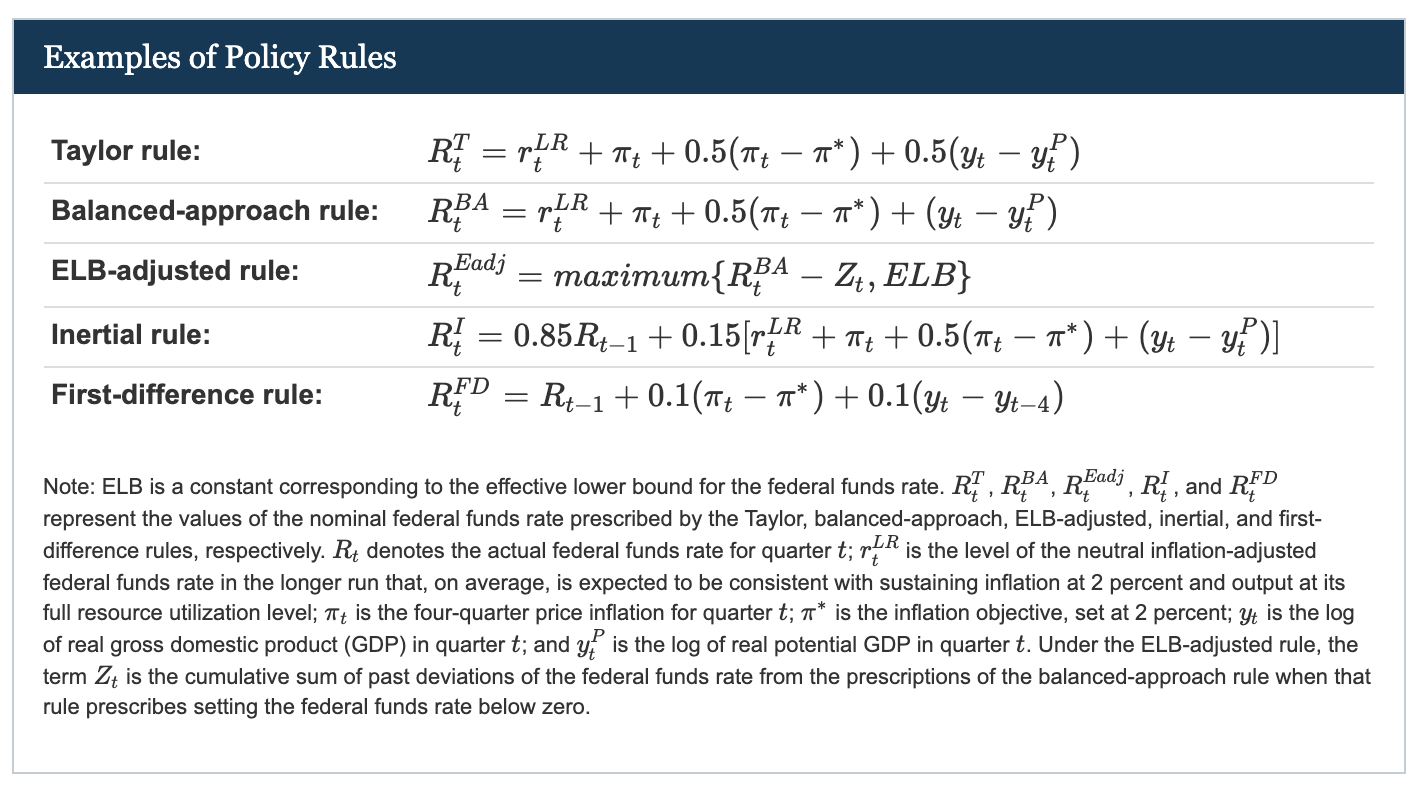 Examples of Policy Rules
Taylor rule: $R_t^T = r_t^{LR} + \pi_t + 0.5(\pi_t - \pi^*) + 0.5(y_t - y_t^P)$
Balanced-approach rule: $R_t^{BA} = r_t^{LR} + \pi_t + 0.5(\pi_t - \pi^*) + (y_t - y_t^P)$
ELB-adjusted rule: $R_t^{Eadj} = maximum\{R_t^{BA} - Z_t, ELB\}$
Inertial rule: $R_t^I = 0.85R_{t-1} + 0.15[r_t^{LR} + \pi_t + 0.5(\pi_t - \pi^*) + (y_t - y_t^P)]$
First-difference rule: $R_t^{FD} = R_{t-1} + 0.1(\pi_t - \pi^*) + 0.1(y_t - y_{t-4})$
Note: ELB is a constant corresponding to the effective lower bound for the federal funds rate. $R_t^T$, $R_t^{BA}$, $R_t^{Eadj}$, $R_t^I$, and $R_t^{FD}$
represent the values of the nominal federal funds rate prescribed by the Taylor, balanced-approach, ELB-adjusted, inertial, and first-
difference rules, respectively. $R_t$ denotes the actual federal funds rate for quarter $t$; $r_t^{LR}$ is the level of the neutral inflation-adjusted
federal funds rate in the longer run that, on average, is expected to be consistent with sustaining inflation at 2 percent and output at its
full resource utilization level; $\pi_t$ is the four-quarter price inflation for quarter $t$; $\pi^*$ is the inflation objective, set at 2 percent; $y_t$ is the log
of real gross domestic product (GDP) in quarter $t$; and $y_t^P$ is the log of real potential GDP in quarter $t$. Under the ELB-adjusted rule, the
term $Z_t$ is the cumulative sum of past deviations of the federal funds rate from the prescriptions of the balanced-approach rule when that
rule prescribes setting the federal funds rate below zero.